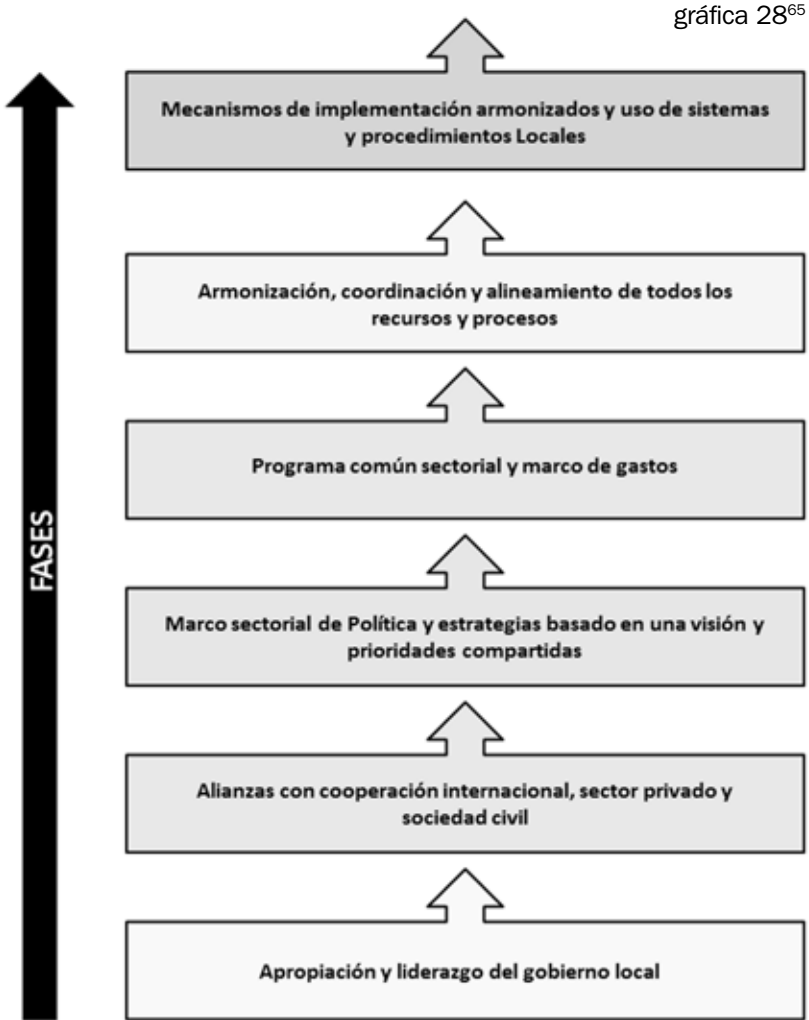 gráfica 28⁶⁵
Mecanismos de implementación armonizados y uso de sistemas
y procedimientos Locales
Armonización, coordinación y alineamiento de todos los
recursos y procesos
Programa común sectorial y marco de gastos
FASES
Marco sectorial de Política y estrategias basado en una visión y
prioridades compartidas
Alianzas con cooperación internacional, sector privado y
sociedad civil
Apropiación y liderazgo del gobierno local